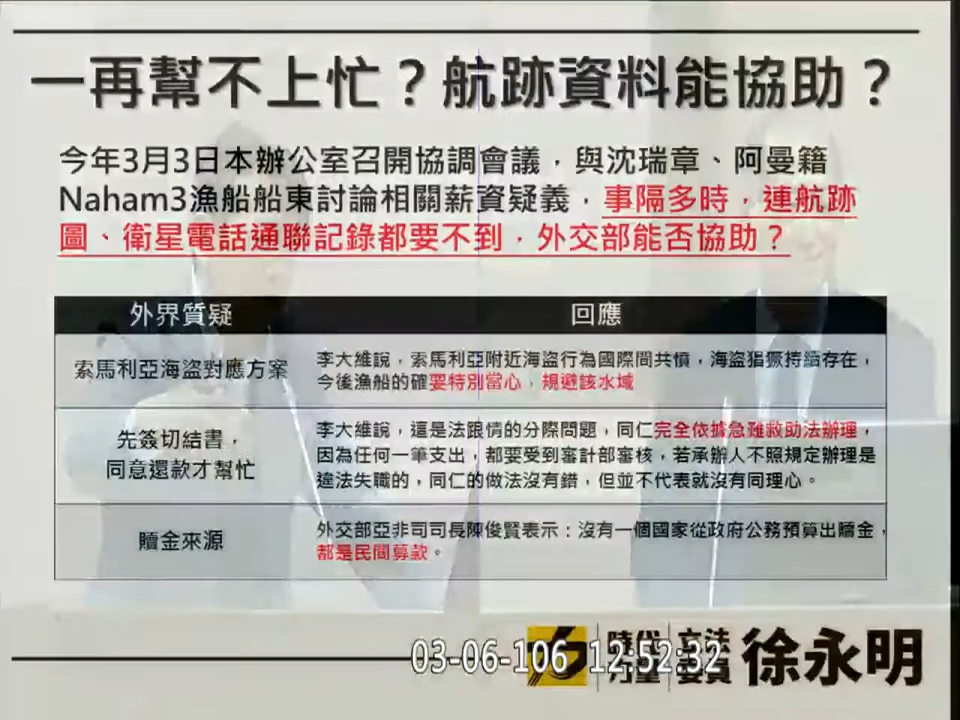 一再幫不上忙？航跡資料能協助？
今年3月3日本辦公室召開協調會議，與沈瑞章、阿曼籍
Naham3漁船船東討論相關薪資疑義，事隔多時，連航跡
圖、衛星電話通聯記錄都要不到，外交部能否協助？
外界質疑 回應
索馬利亞海盜對應方案
李大維說，索馬利亞附近海盜行為國際間共憤，海盜猖獗持續存在，
今後漁船的確要特別當心，規避該水域
先簽切結書，
同意還款才幫忙
李大維說，這是法跟情的分際問題，同仁完全依據急難救助法辦理，
因為任何一筆支出，都要受到審計部審核，若承辦人不照規定辦理是
違法失職的，同仁的做法沒有錯，但並不代表就沒有同理心。
贖金來源
外交部亞非司司長陳俊賢表示：沒有一個國家從政府公務預算出贖金，
都是民間募款。
時代
力量
立法
委員
徐永明
03-06-106 12:52:32